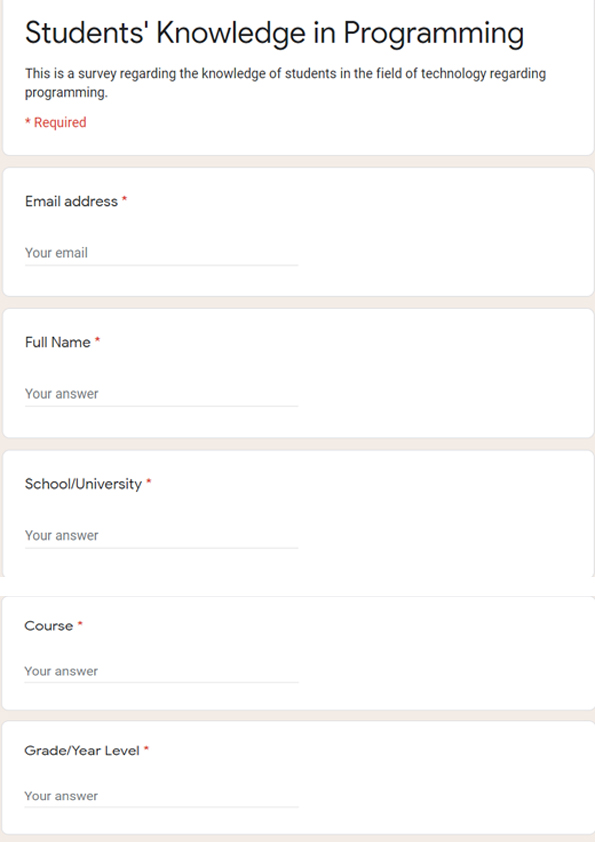 Students' Knowledge in Programming
This is a survey regarding the knowledge of students in the field of technology regarding
programming.
* Required
Email address *
Your email
Full Name *
Your answer
School/University *
Your answer
Course *
Your answer
Grade/Year Level *
Your answer